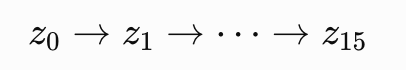 z₀ → z₁ → ⋯ → z₁₅